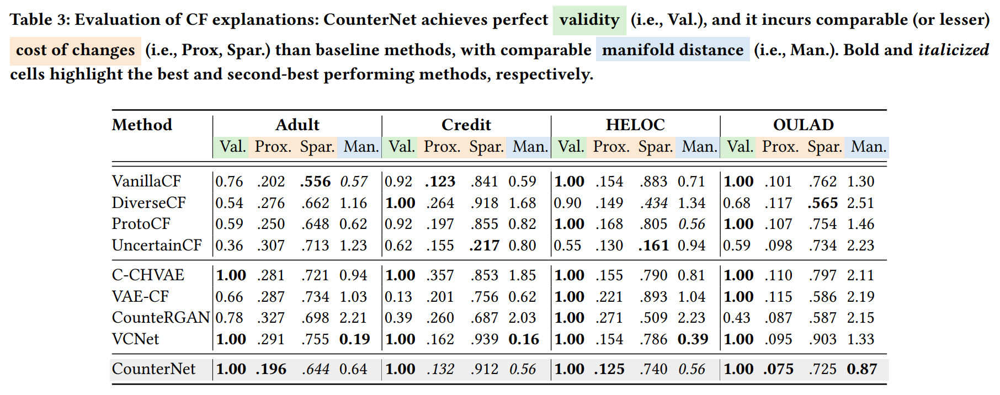 Table 3: Evaluation of CF explanations: CounterNet achieves perfect validity (i.e., Val.), and it incurs comparable (or lesser)
cost of changes (i.e., Prox, Spar.) than baseline methods, with comparable manifold distance (i.e., Man.). Bold and italicized
cells highlight the best and second-best performing methods, respectively.
Method Adult Credit HELOC OULAD
Val. Prox. Spar. Man. Val. Prox. Spar. Man. Val. Prox. Spar. Man. Val. Prox. Spar. Man.
VanillaCF 0.76 .202 .556 0.57 0.92 .123 .841 0.59 1.00 .154 .883 0.71 1.00 .101 .762 1.30
DiverseCF 0.54 .276 .662 1.16 1.00 .264 .918 1.68 0.90 .149 .434 1.34 0.68 .117 .565 2.51
ProtoCF 0.59 .250 .648 0.62 0.92 .197 .855 0.82 1.00 .168 .805 0.56 1.00 .107 .754 1.46
UncertainCF 0.36 .307 .713 1.23 0.62 .155 .217 0.80 0.55 .130 .161 0.94 0.59 .098 .734 2.23
C-CHVAE 1.00 .281 .721 0.94 1.00 .357 .853 1.85 1.00 .155 .790 0.81 1.00 .110 .797 2.11
VAE-CF 0.66 .287 .734 1.03 0.13 .201 .756 0.62 1.00 .221 .893 1.04 1.00 .115 .586 2.19
CounteRGAN 0.78 .327 .698 2.21 0.39 .260 .687 2.03 1.00 .271 .509 2.23 0.43 .087 .587 2.15
VCNet 1.00 .291 .755 0.19 1.00 .162 .939 0.16 1.00 .154 .786 0.39 1.00 .095 .903 1.33
CounterNet 1.00 .196 .644 0.64 1.00 .132 .912 0.56 1.00 .125 .740 0.56 1.00 .075 .725 0.87